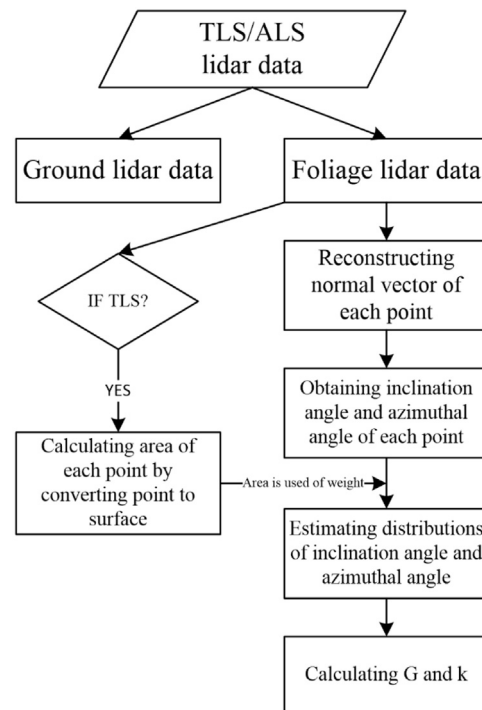 TLS/ALS
lidar data
Ground lidar data
Foliage lidar data
IF TLS?
Reconstructing
normal vector of
each point
YES
Obtaining inclination
angle and azimuthal
angle of each point
Calculating area of
each point by
converting point to
surface
Area is used of weight
Estimating distributions
of inclination angle and
azimuthal angle
Calculating G and k